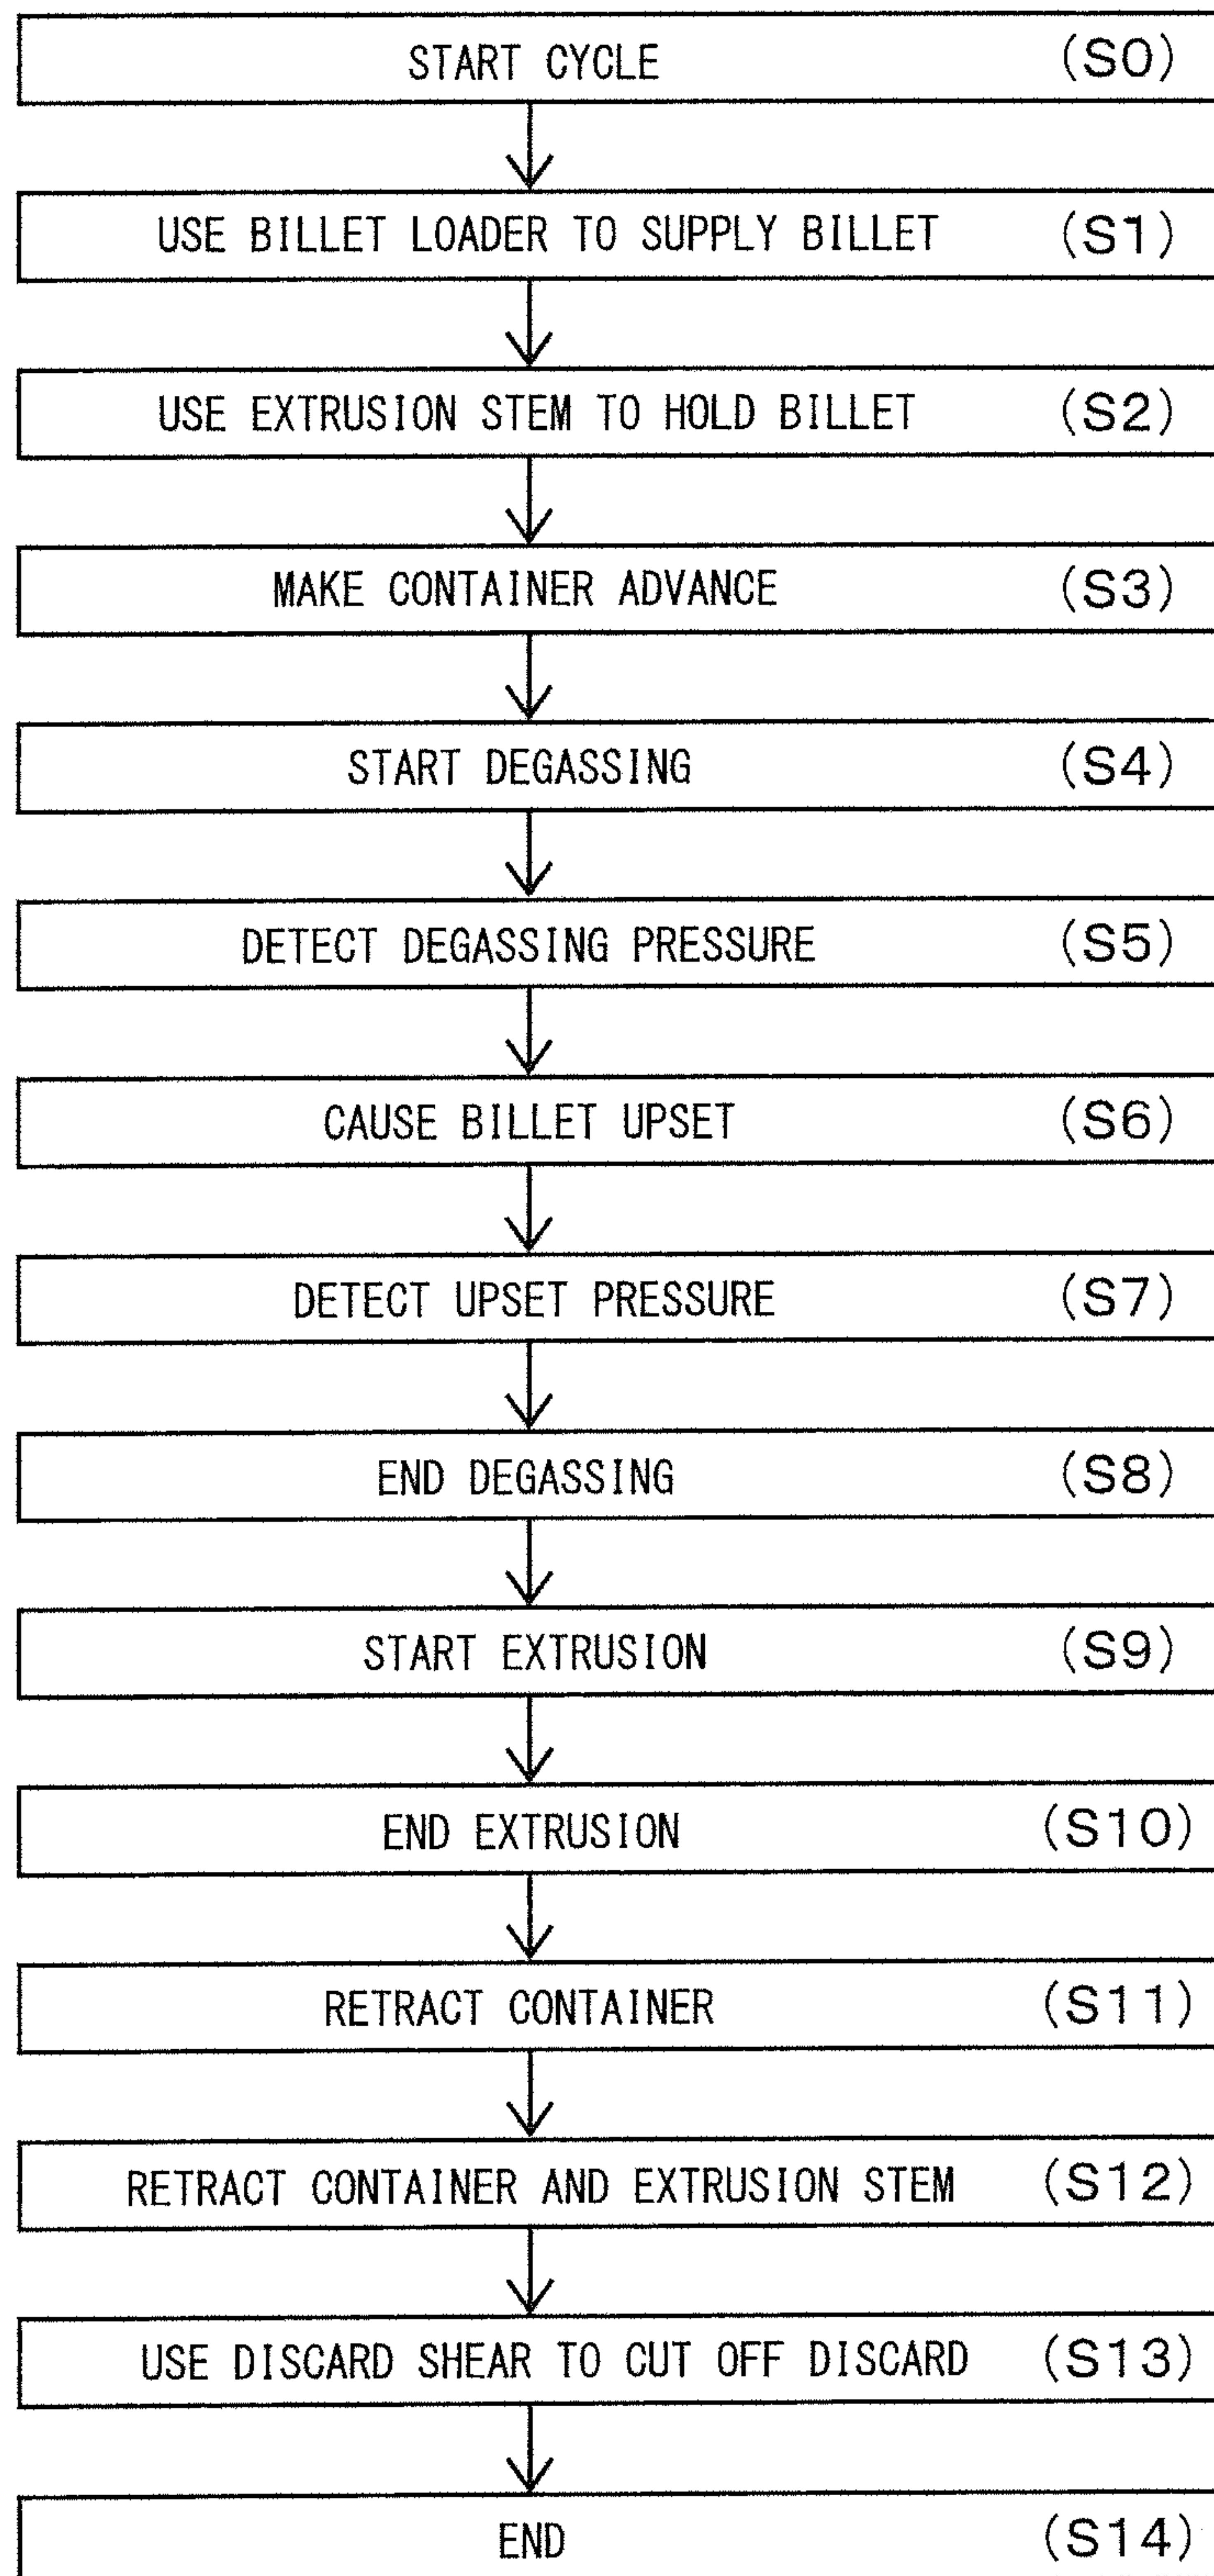 START CYCLE (S0)
USE BILLET LOADER TO SUPPLY BILLET (S1)
USE EXTRUSION STEM TO HOLD BILLET (S2)
MAKE CONTAINER ADVANCE (S3)
START DEGASSING (S4)
DETECT DEGASSING PRESSURE (S5)
CAUSE BILLET UPSET (S6)
DETECT UPSET PRESSURE (S7)
END DEGASSING (S8)
START EXTRUSION (S9)
END EXTRUSION (S10)
RETRACT CONTAINER (S11)
RETRACT CONTAINER AND EXTRUSION STEM (S12)
USE DISCARD SHEAR TO CUT OFF DISCARD (S13)
END (S14)